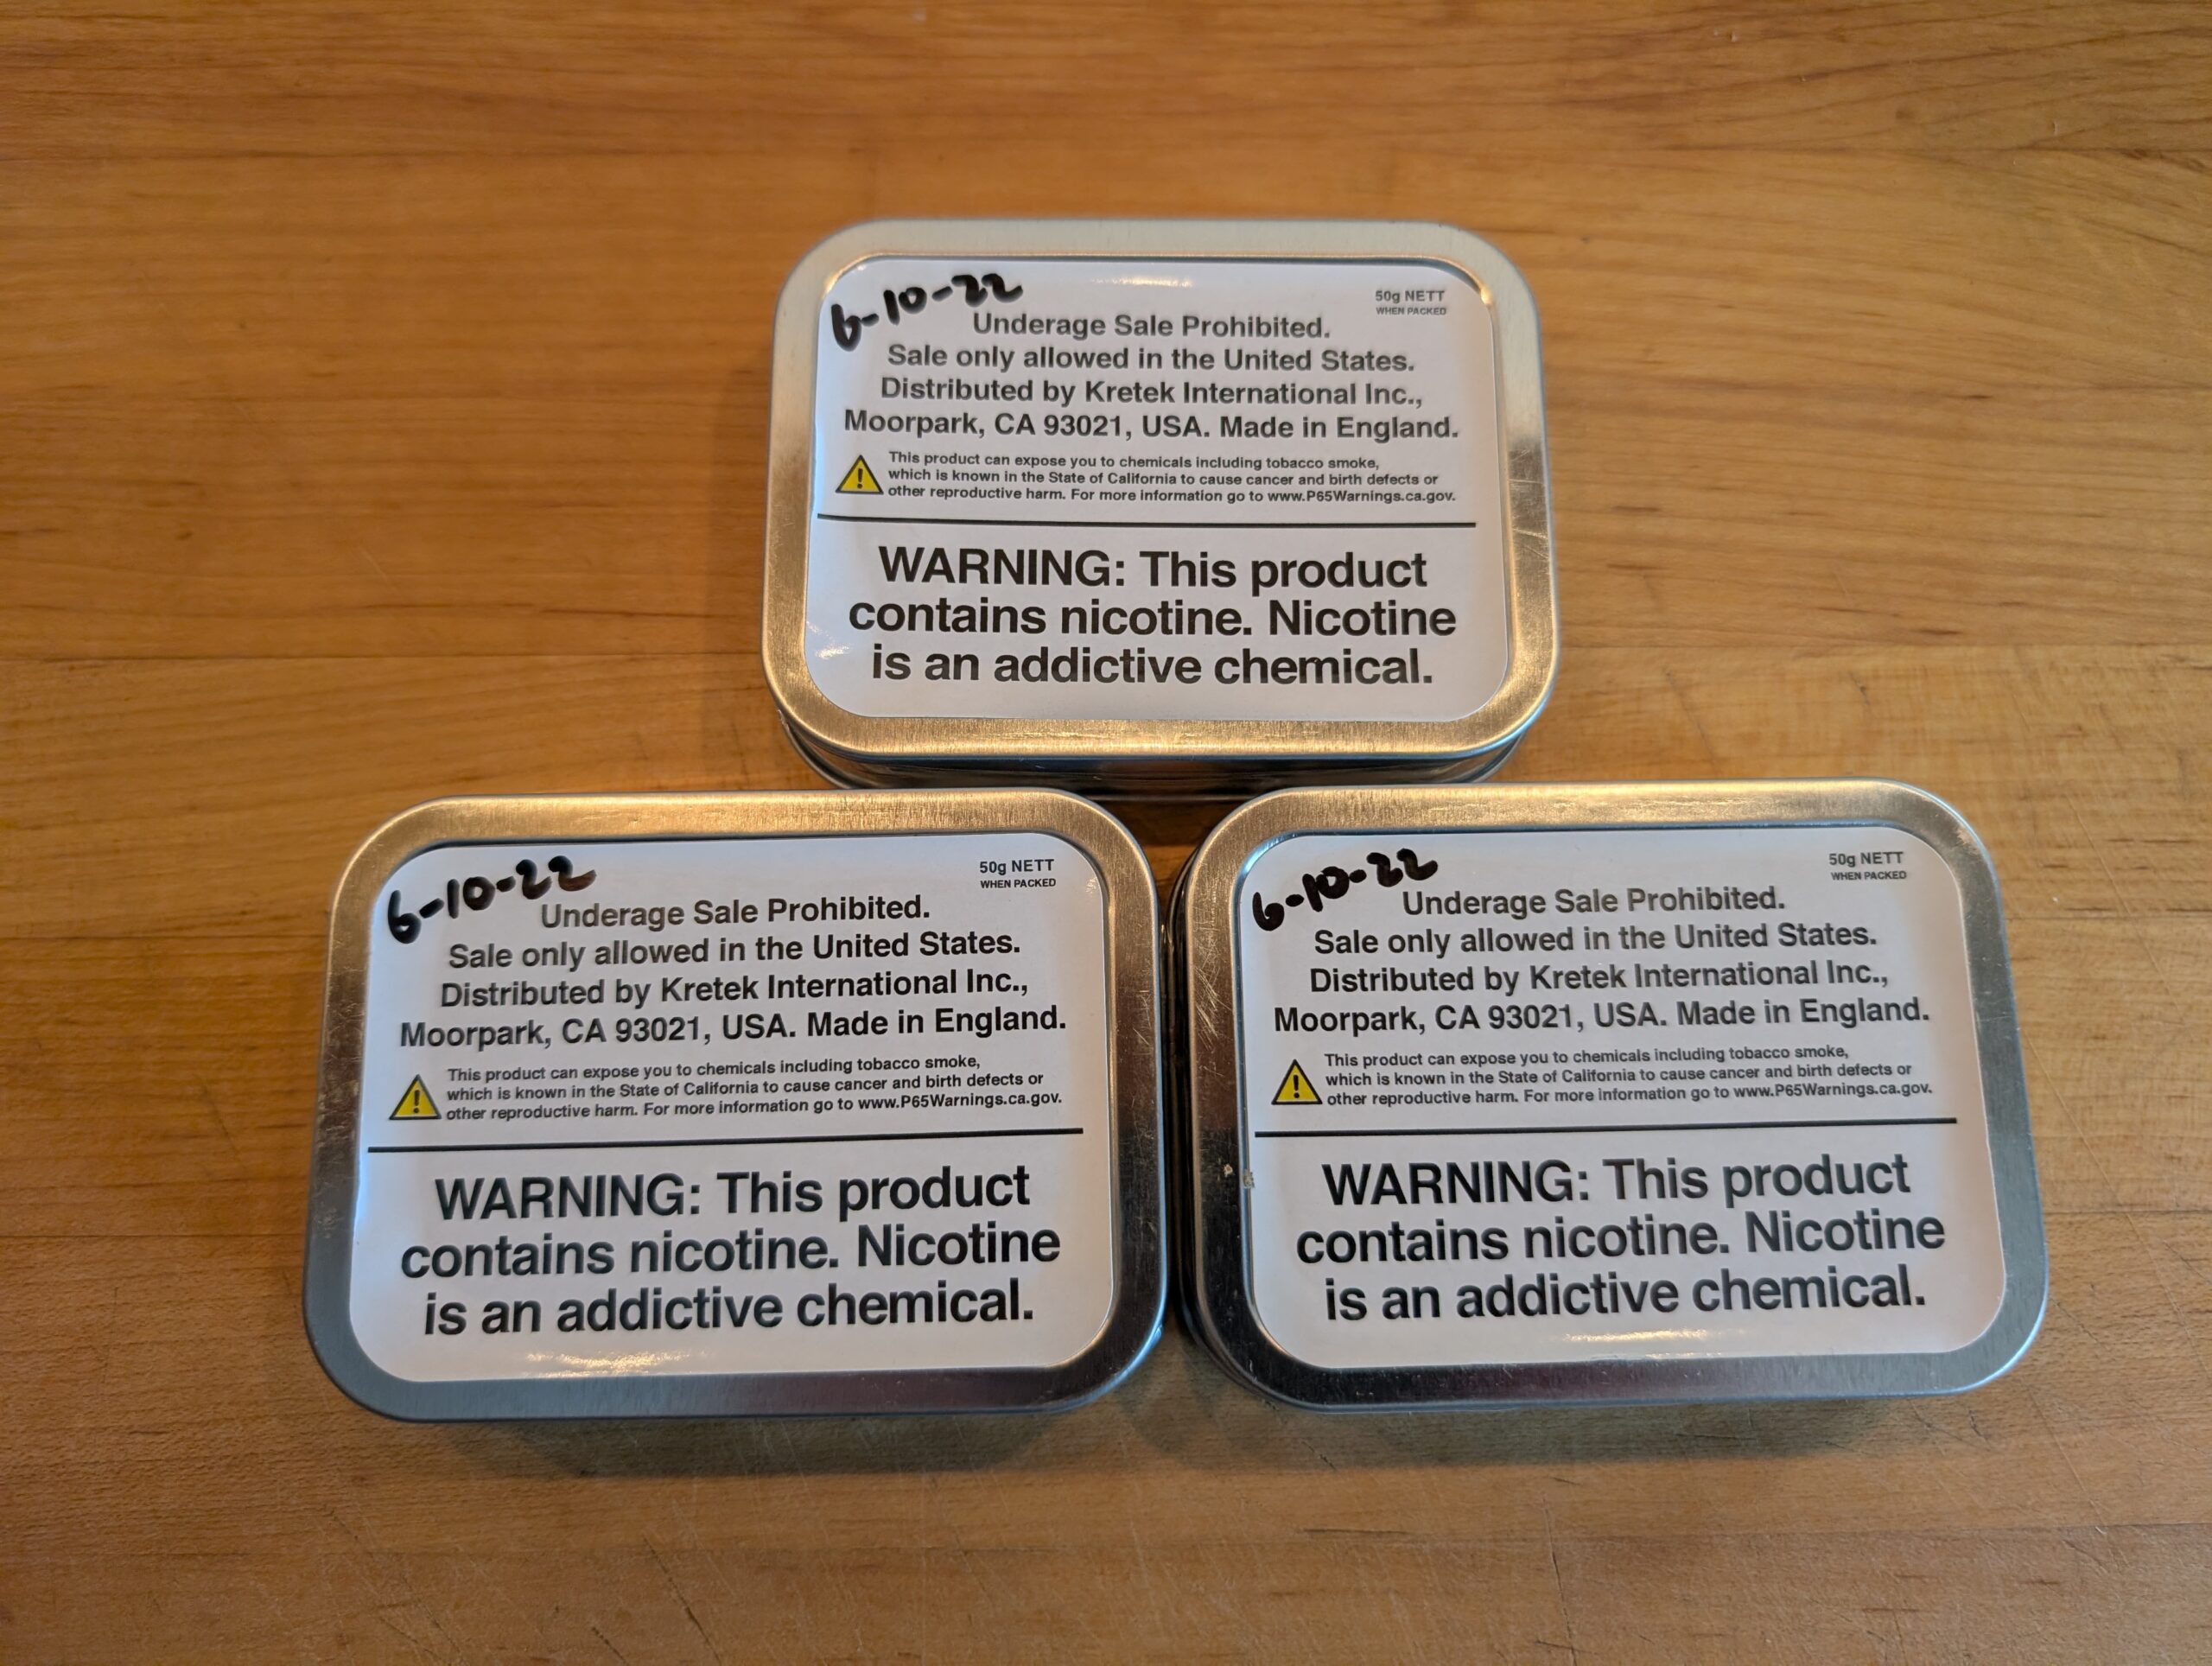 6-10-22
50g NETT
WHEN PACKED
Underage Sale Prohibited.
Sale only allowed in the United States.
Distributed by Kretek International Inc.,
Moorpark, CA 93021, USA. Made in England.
This product can expose you to chemicals including tobacco smoke,
which is known in the State of California to cause cancer and birth defects or
other reproductive harm. For more information go to www.P65Warnings.ca.gov.
WARNING: This product
contains nicotine. Nicotine
is an addictive chemical.
6-10-22
50g NETT
WHEN PACKED
Underage Sale Prohibited.
Sale only allowed in the United States.
Distributed by Kretek International Inc.,
Moorpark, CA 93021, USA. Made in England.
This product can expose you to chemicals including tobacco smoke,
which is known in the State of California to cause cancer and birth defects or
other reproductive harm. For more information go to www.P65Warnings.ca.gov.
WARNING: This product
contains nicotine. Nicotine
is an addictive chemical.
6-10-22
50g NETT
WHEN PACKED
Underage Sale Prohibited.
Sale only allowed in the United States.
Distributed by Kretek International Inc.,
Moorpark, CA 93021, USA. Made in England.
This product can expose you to chemicals including tobacco smoke,
which is known in the State of California to cause cancer and birth defects or
other reproductive harm. For more information go to www.P65Warnings.ca.gov.
WARNING: This product
contains nicotine. Nicotine
is an addictive chemical.